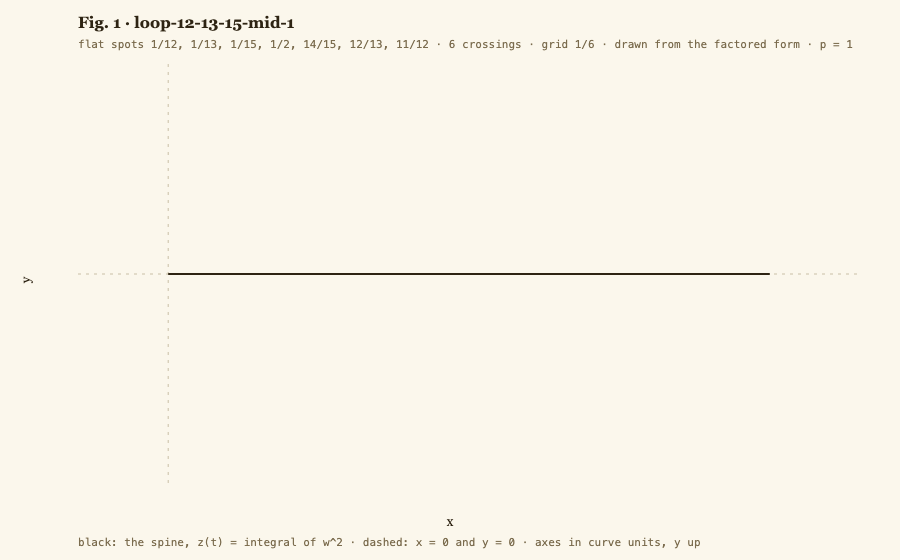 Fig. 1 · loop-12-13-15-mid-1
flat spots 1/12, 1/13, 1/15, 1/2, 14/15, 12/13, 11/12 · 6 crossings · grid 1/6 · drawn from the factored form · p = 1
y
x
black: the spine, z(t) = integral of w^2 · dashed: x = 0 and y = 0 · axes in curve units, y up